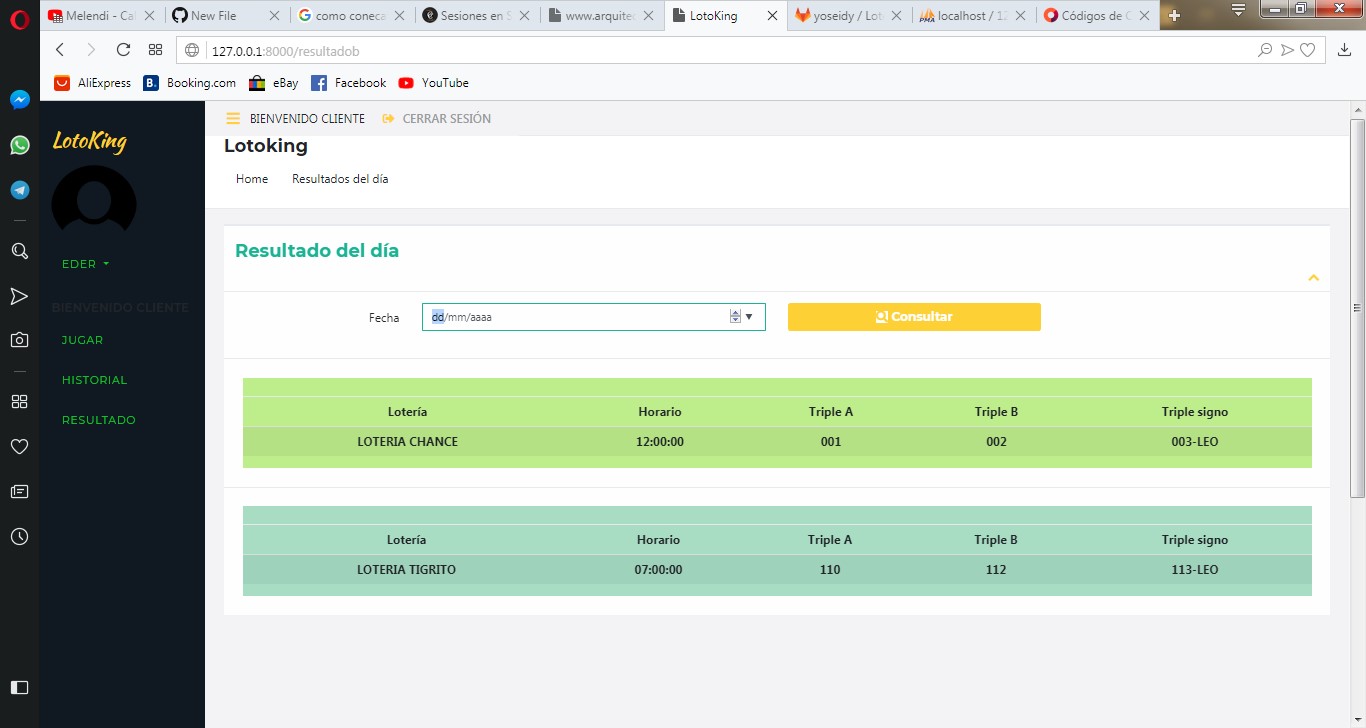 Melendi - Cal
New File
como coneca
Sesiones en S
www.arquitec
LotoKing
yoseidy / Lot
localhost / 12
Códigos de C
127.0.0.1:8000/resultadob
AliExpress
B. Booking.com
eBay
Facebook
YouTube
LotoKing
BIENVENIDO CLIENTE
CERRAR SESIÓN
Lotoking
Home
Resultados del día
EDER
BIENVENIDO CLIENTE
JUGAR
HISTORIAL
RESULTADO
Resultado del día
Fecha
dd/mm/aaaa
Consultar
Lotería Horario Triple A Triple B Triple signo
LOTERIA CHANCE 12:00:00 001 002 003-LEO
Lotería Horario Triple A Triple B Triple signo
LOTERIA TIGRITO 07:00:00 110 112 113-LEO